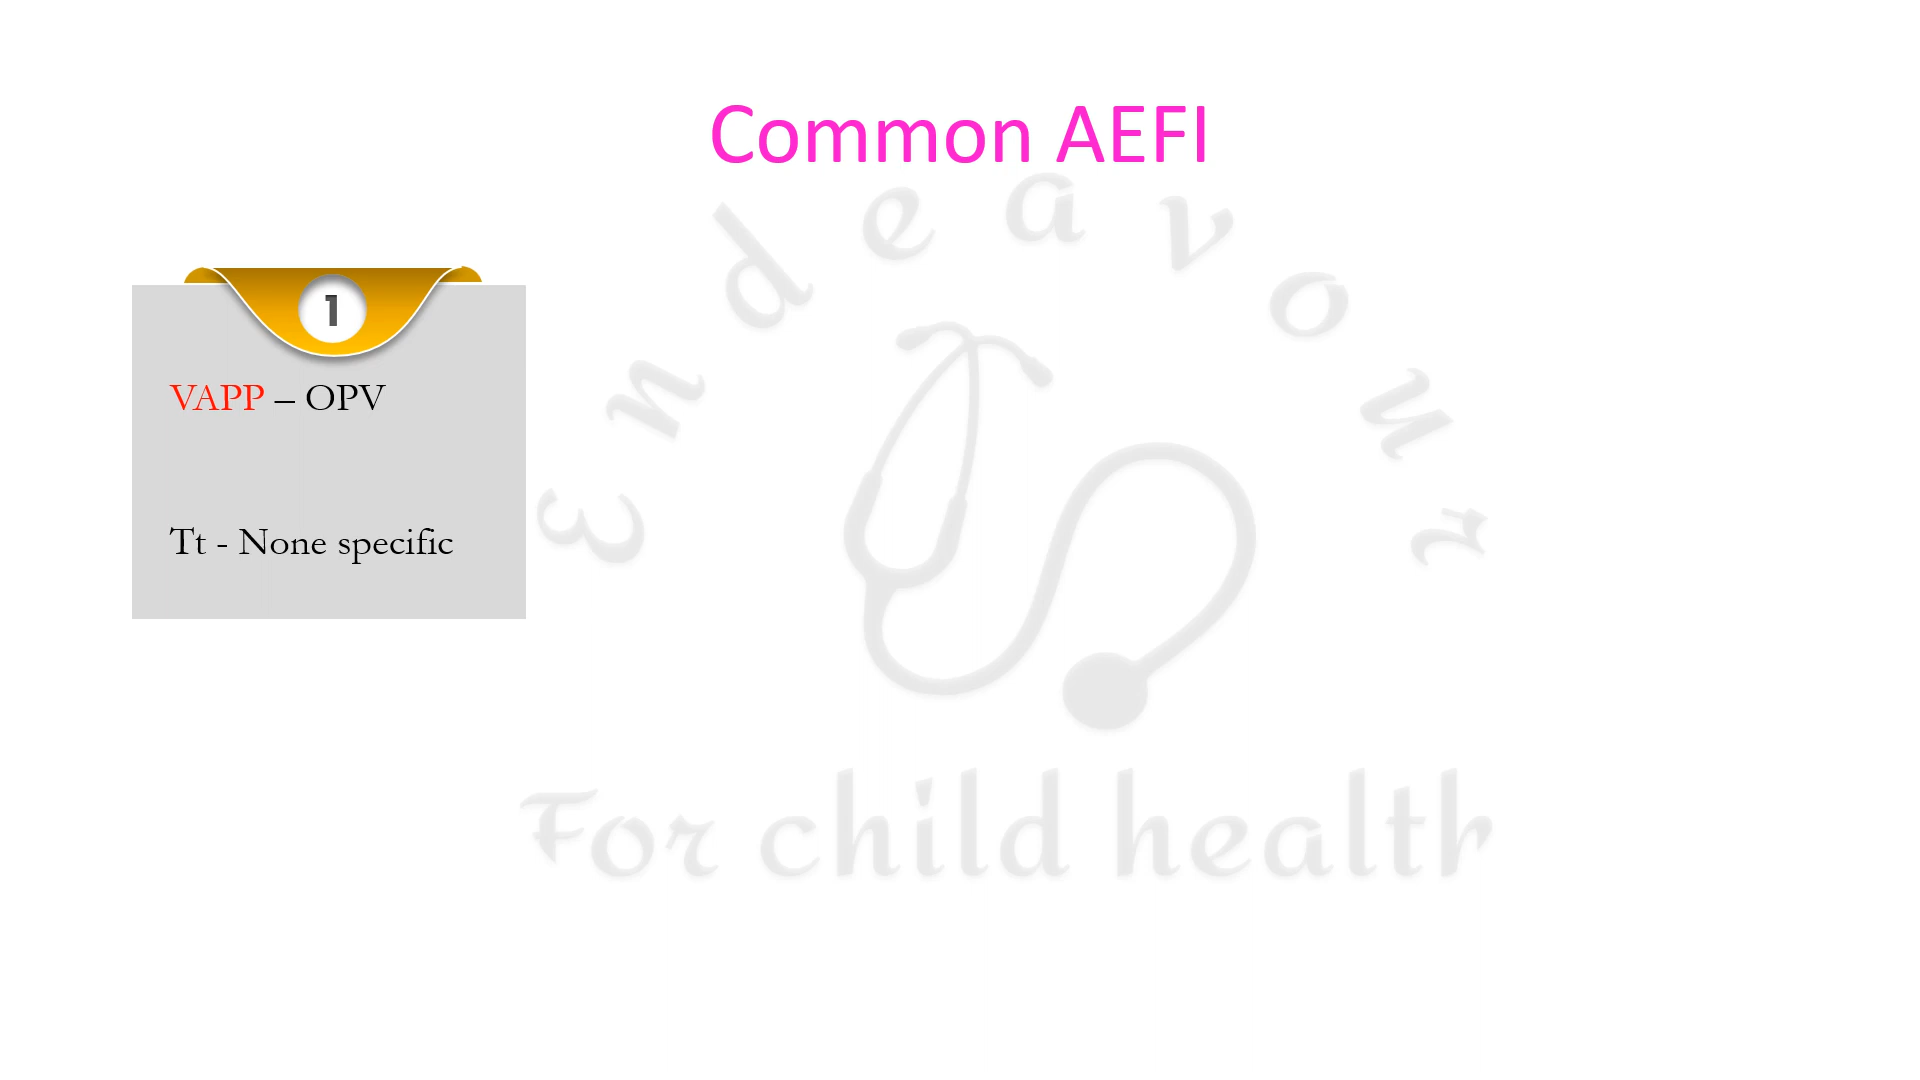 Common AEFI
Endeavour
1
VAPP – OPV
Tt - None specific
For child health